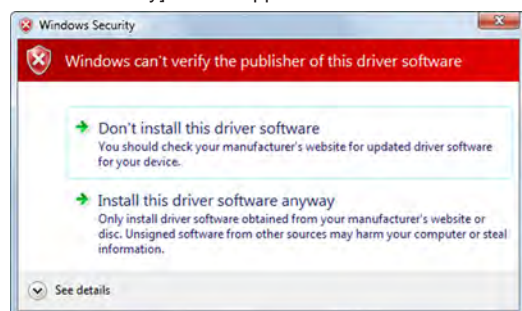 Windows Security
Windows can't verify the publisher of this driver software
Don't install this driver software
You should check your manufacturer's website for updated driver software
for your device.
Install this driver software anyway
Only install driver software obtained from your manufacturer's website or
disc. Unsigned software from other sources may harm your computer or steal
information.
See details